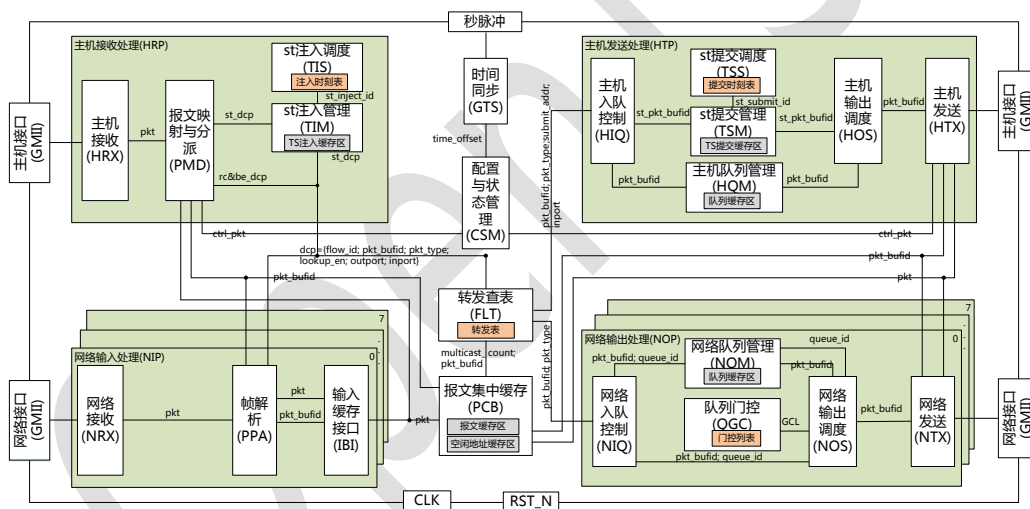 秒脉冲
主机接收处理(HRP)
st注入调度
(TIS)
注入时刻表
st_inject_id
主机
接收
(HRX)
pkt
报文映
射与分
派
(PMD)
st_dcp
st注入管理
(TIM)
TS注入缓存区
st_dcp
rc&be_dcp
主机接口
(GMII)
时间
同步
(GTS)
time_offset
配置
与状
态管
理
(CSM)
主机发送处理(HTP)
st提交调度
(TSS)
提交时刻表
st_submit_id
主机
入队
控制
(HIQ)
st_pkt_bufid
st提交管理
(TSM)
TS提交缓存区
st_pkt_bufid
主机
输出
调度
(HOS)
pkt_bufid
主机
发送
(HTX)
pkt_bufid
主机队列管理
(HQM)
队列缓存区
pkt_bufid
主机接口
(GMII)
pkt_bufid; pkt_type;submit_addr;
inport
ctrl_pkt
ctrl_pkt
dcp={flow_id; pkt_bufid; pkt_type;
lookup_en; outport; inport}
pkt_bufid
pkt_bufid
pkt
转发查表
(FLT)
转发表
multicast_count;
pkt_bufid
pkt_bufid; pkt_type
7
网络输入处理(NIP)
0
网络
接收
(NRX)
pkt
帧解
析
(PPA)
pkt
pkt_bufid
输入
缓存
接口
(IBI)
pkt
网络接口
(GMII)
报文集中缓存
(PCB)
报文缓存区
空闲地址缓存区
7
网络输出处理(NOP)
0
网络队列管理
(NQM)
队列缓存区
queue_id
pkt_bufid; queue_id
pkt_bufid
网络
入队
控制
(NIQ)
队列门控
(QGC)
门控列表
GCL
网络
输出
调度
(NOS)
pkt_bufid
网络
发送
(NTX)
pkt_bufid; queue_id
网络接口
(GMII)
CLK
RST_N